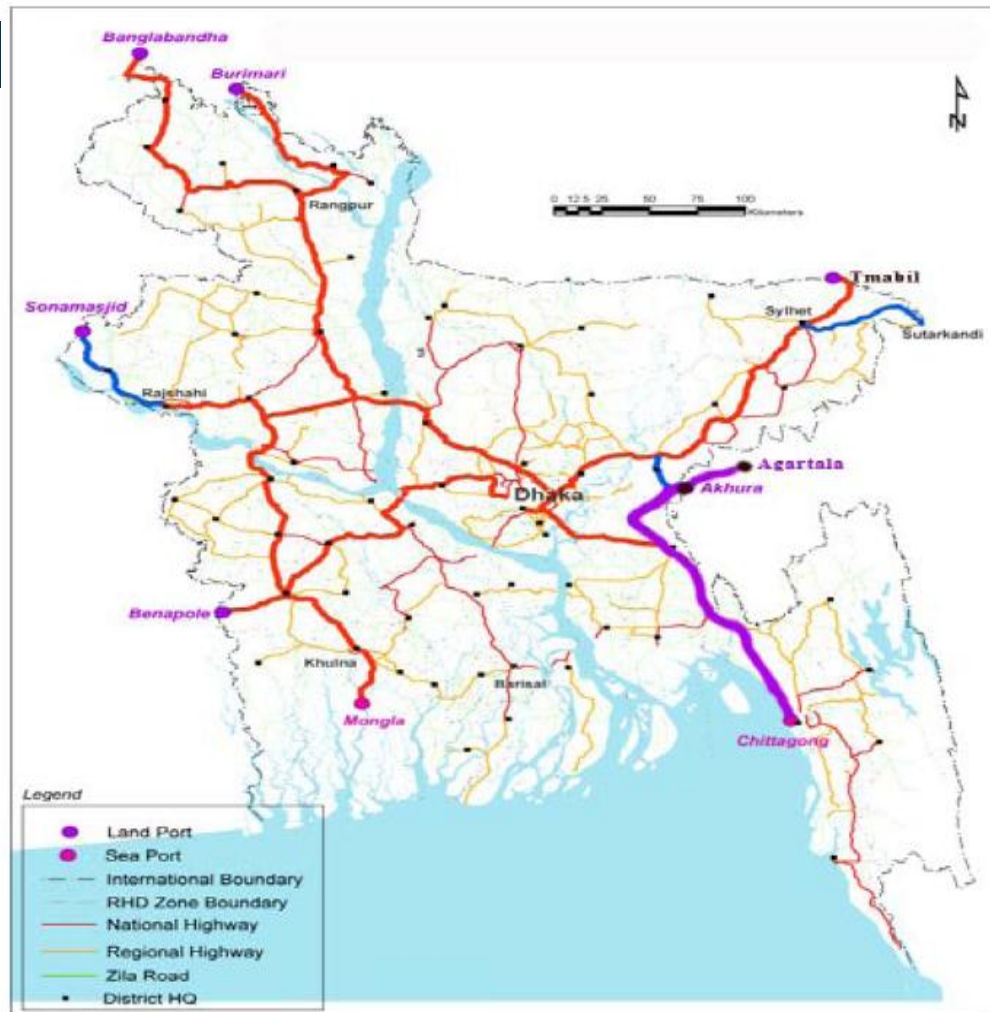 Banglabandha
Burimari
Rangpur
0 12.5 25 50 75 100
Kilometers
Sonamasjid
Tmabil
Sylhet
Sutarkandi
Rajshahi
Agartala
Akhura
Dhaka
Benapole
Khulna
Barisal
Mongla
Chittagong
Legend
Land Port
Sea Port
International Boundary
RHD Zone Boundary
National Highway
Regional Highway
Zila Road
District HQ
N